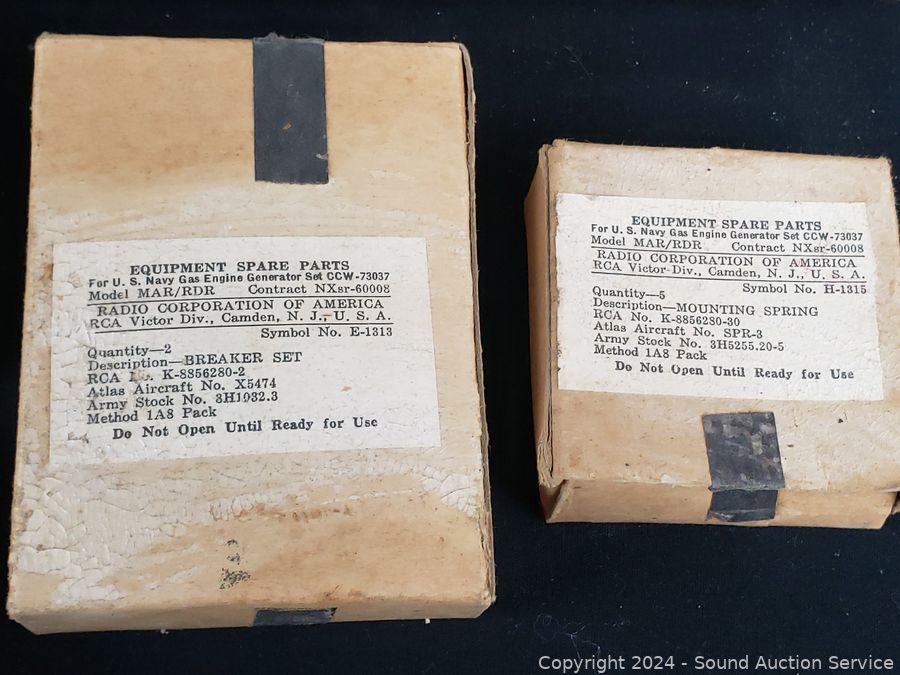 EQUIPMENT SPARE PARTS
For U. S. Navy Gas Engine Generator Set CCW-73037
Model MAR/RDR Contract NXsr-60008
RADIO CORPORATION OF AMERICA
RCA Victor Div., Camden, N. J., U. S. A.
Symbol No. E-1313
Quantity—2
Description—BREAKER SET
RCA No. K-8856280-2
Atlas Aircraft No. X5474
Army Stock No. 3H1032.3
Method 1A8 Pack
Do Not Open Until Ready for Use
EQUIPMENT SPARE PARTS
For U. S. Navy Gas Engine Generator Set CCW-73037
Model MAR/RDR Contract NXsr-60008
RADIO CORPORATION OF AMERICA
RCA Victor Div., Camden, N. J., U. S. A.
Symbol No. H-1315
Quantity—5
Description—MOUNTING SPRING
RCA No. K-8856280-30
Atlas Aircraft No. SPR-3
Army Stock No. 3H5255.20-5
Method 1A8 Pack
Do Not Open Until Ready for Use
Copyright 2024 - Sound Auction Service